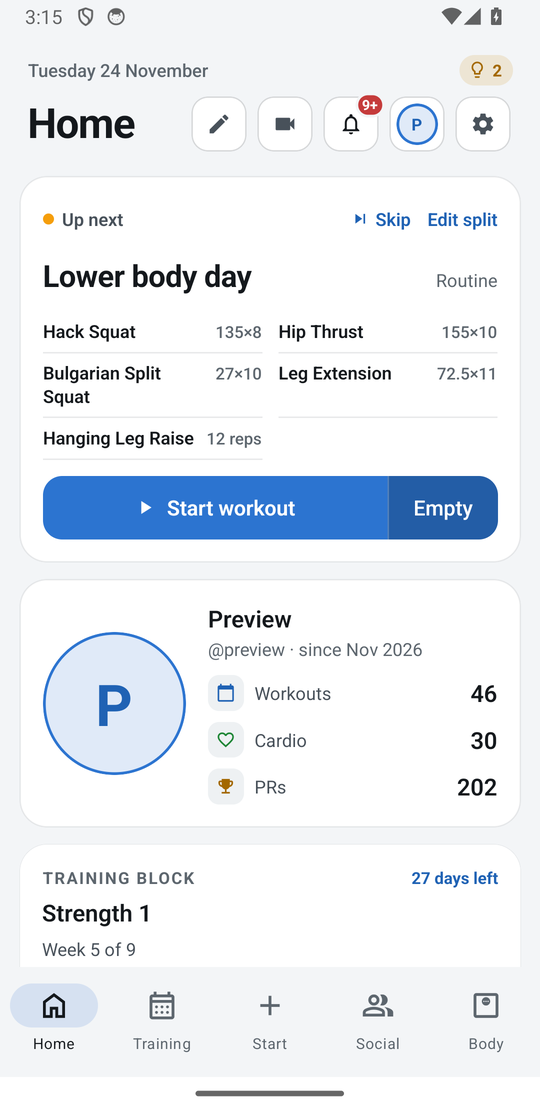 3:15
Tuesday 24 November
2
Home
9+
P
Up next
Skip
Edit split
Lower body day
Routine
Hack Squat 135×8
Hip Thrust 155×10
Bulgarian Split Squat 27×10
Leg Extension 72.5×11
Hanging Leg Raise 12 reps
Start workout
Empty
P
Preview
@preview · since Nov 2026
Workouts 46
Cardio 30
PRs 202
TRAINING BLOCK
27 days left
Strength 1
Week 5 of 9
Home
Training
Start
Social
Body